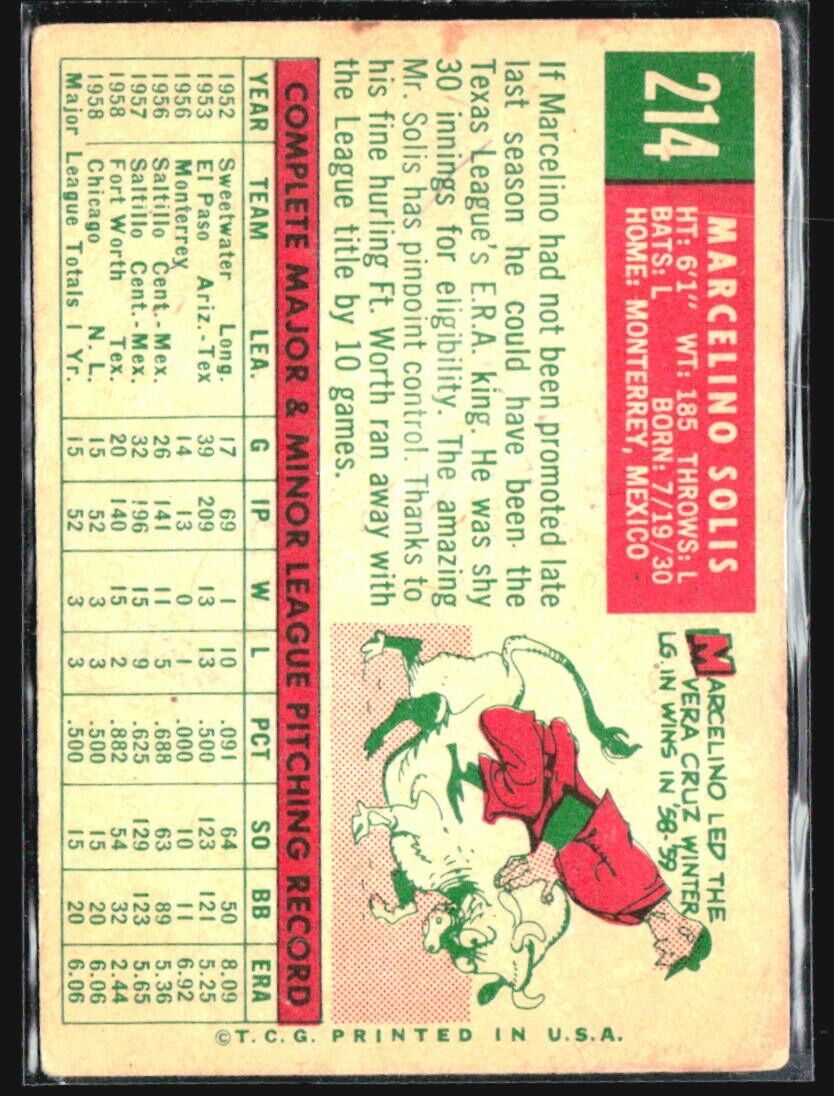 214
MARCELINO SOLIS
HT: 6'1" WT: 185 THROWS: L
BATS: L BORN: 7/19/30
HOME: MONTERREY, MEXICO
MARCELINO LED THE
VERA CRUZ WINTER
LG. IN WINS IN '58-'59
If Marcelino had not been promoted late
last season he could have been the
Texas League's E.R.A. king. He was shy
30 innings for eligibility. The amazing
Mr. Solis has pinpoint control. Thanks to
his fine hurling Ft. Worth ran away with
the League title by 10 games.
COMPLETE MAJOR & MINOR LEAGUE PITCHING RECORD
YEAR TEAM LEA. G IP W L PCT SO BB ERA
1952 Sweetwater Long. 17 69 1 10 .091 64 50 8.09
1953 El Paso Ariz.-Tex 39 209 13 13 .500 123 121 5.25
1956 Monterrey 14 13 0 1 .000 10 11 6.92
1956 Saltillo Cent.-Mex. 26 141 11 5 .688 63 89 5.36
1957 Saltillo Cent.-Mex. 32 196 15 9 .625 129 123 5.65
1958 Fort Worth Tex. 20 140 15 2 .882 54 32 2.44
1958 Chicago N. L. 15 52 3 3 .500 15 20 6.06
Major League Totals 1 Yr. 15 52 3 3 .500 15 20 6.06
©T.C.G. PRINTED IN U.S.A.